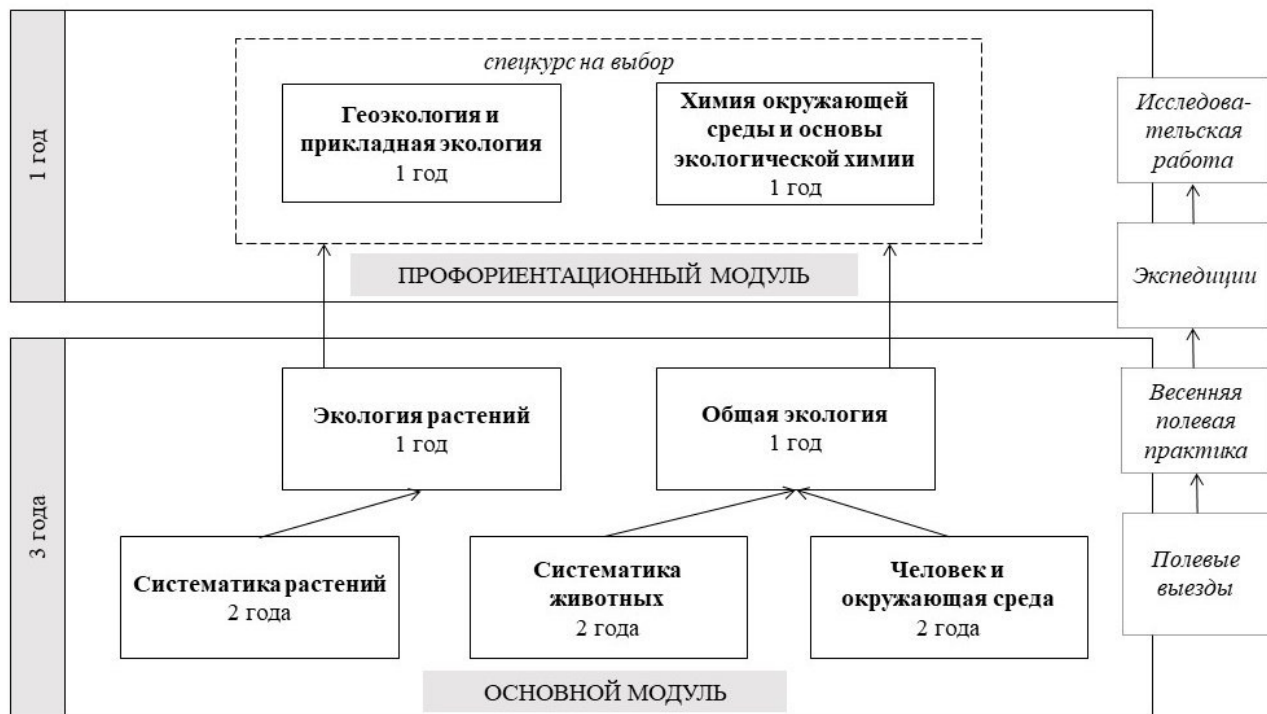 1 год
спецкурс на выбор
Геоэкология и
прикладная экология
1 год
Химия окружающей
среды и основы
экологической химии
1 год
ПРОФОРИЕНТАЦИОННЫЙ МОДУЛЬ
Исследова-
тельская
работа
Экспедиции
3 года
Экология растений
1 год
Общая экология
1 год
Весенняя
полевая
практика
Систематика растений
2 года
Систематика
животных
2 года
Человек и
окружающая среда
2 года
Полевые
выезды
ОСНОВНОЙ МОДУЛЬ